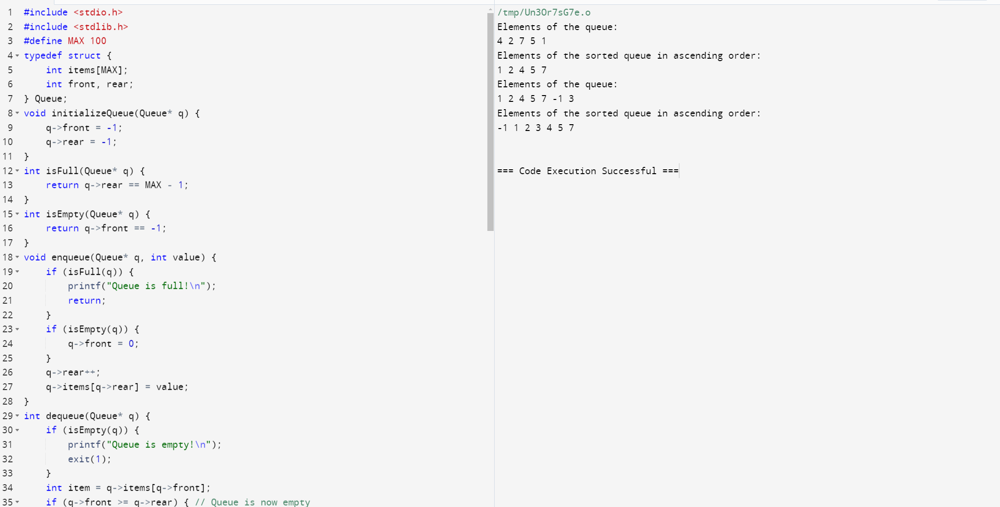 1 #include <stdio.h>
2 #include <stdlib.h>
3 #define MAX 100
4 typedef struct {
5     int items[MAX];
6     int front, rear;
7 } Queue;
8 void initializeQueue(Queue* q) {
9     q->front = -1;
10     q->rear = -1;
11 }
12 int isFull(Queue* q) {
13     return q->rear == MAX - 1;
14 }
15 int isEmpty(Queue* q) {
16     return q->front == -1;
17 }
18 void enqueue(Queue* q, int value) {
19     if (isFull(q)) {
20         printf("Queue is full!\n");
21         return;
22     }
23     if (isEmpty(q)) {
24         q->front = 0;
25     }
26     q->rear++;
27     q->items[q->rear] = value;
28 }
29 int dequeue(Queue* q) {
30     if (isEmpty(q)) {
31         printf("Queue is empty!\n");
32         exit(1);
33     }
34     int item = q->items[q->front];
35     if (q->front >= q->rear) { // Queue is now empty
/tmp/Un3Or7sG7e.o
Elements of the queue:
4 2 7 5 1
Elements of the sorted queue in ascending order:
1 2 4 5 7
Elements of the queue:
1 2 4 5 7 -1 3
Elements of the sorted queue in ascending order:
-1 1 2 3 4 5 7
=== Code Execution Successful ===